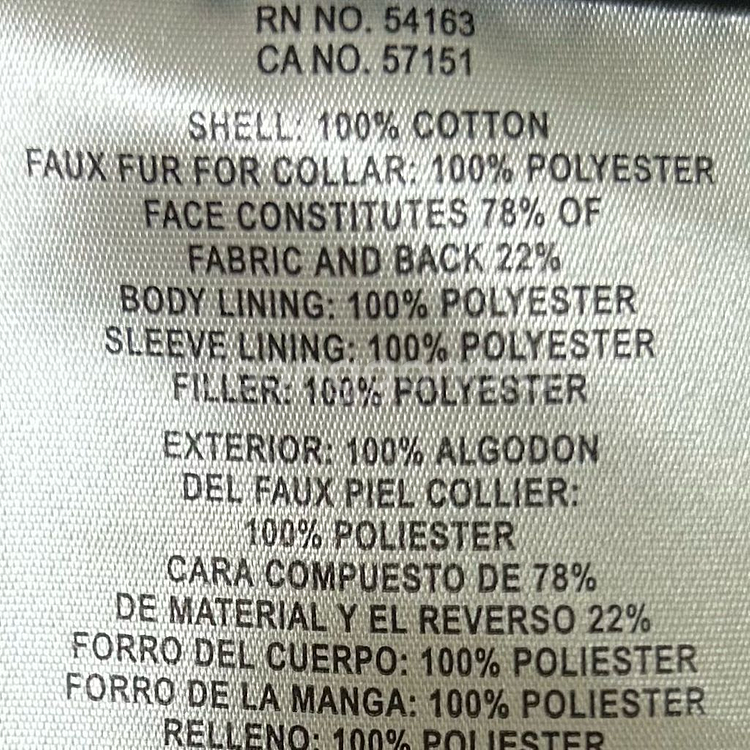 RN NO. 54163
CA NO. 57151
SHELL: 100% COTTON
FAUX FUR FOR COLLAR: 100% POLYESTER
FACE CONSTITUTES 78% OF
FABRIC AND BACK 22%
BODY LINING: 100% POLYESTER
SLEEVE LINING: 100% POLYESTER
FILLER: 100% POLYESTER
EXTERIOR: 100% ALGODON
DEL FAUX PIEL COLLIER:
100% POLIESTER
CARA COMPUESTO DE 78%
DE MATERIAL Y EL REVERSO 22%
FORRO DEL CUERPO: 100% POLIESTER
FORRO DE LA MANGA: 100% POLIESTER
RELLENO: 100% POLIESTER